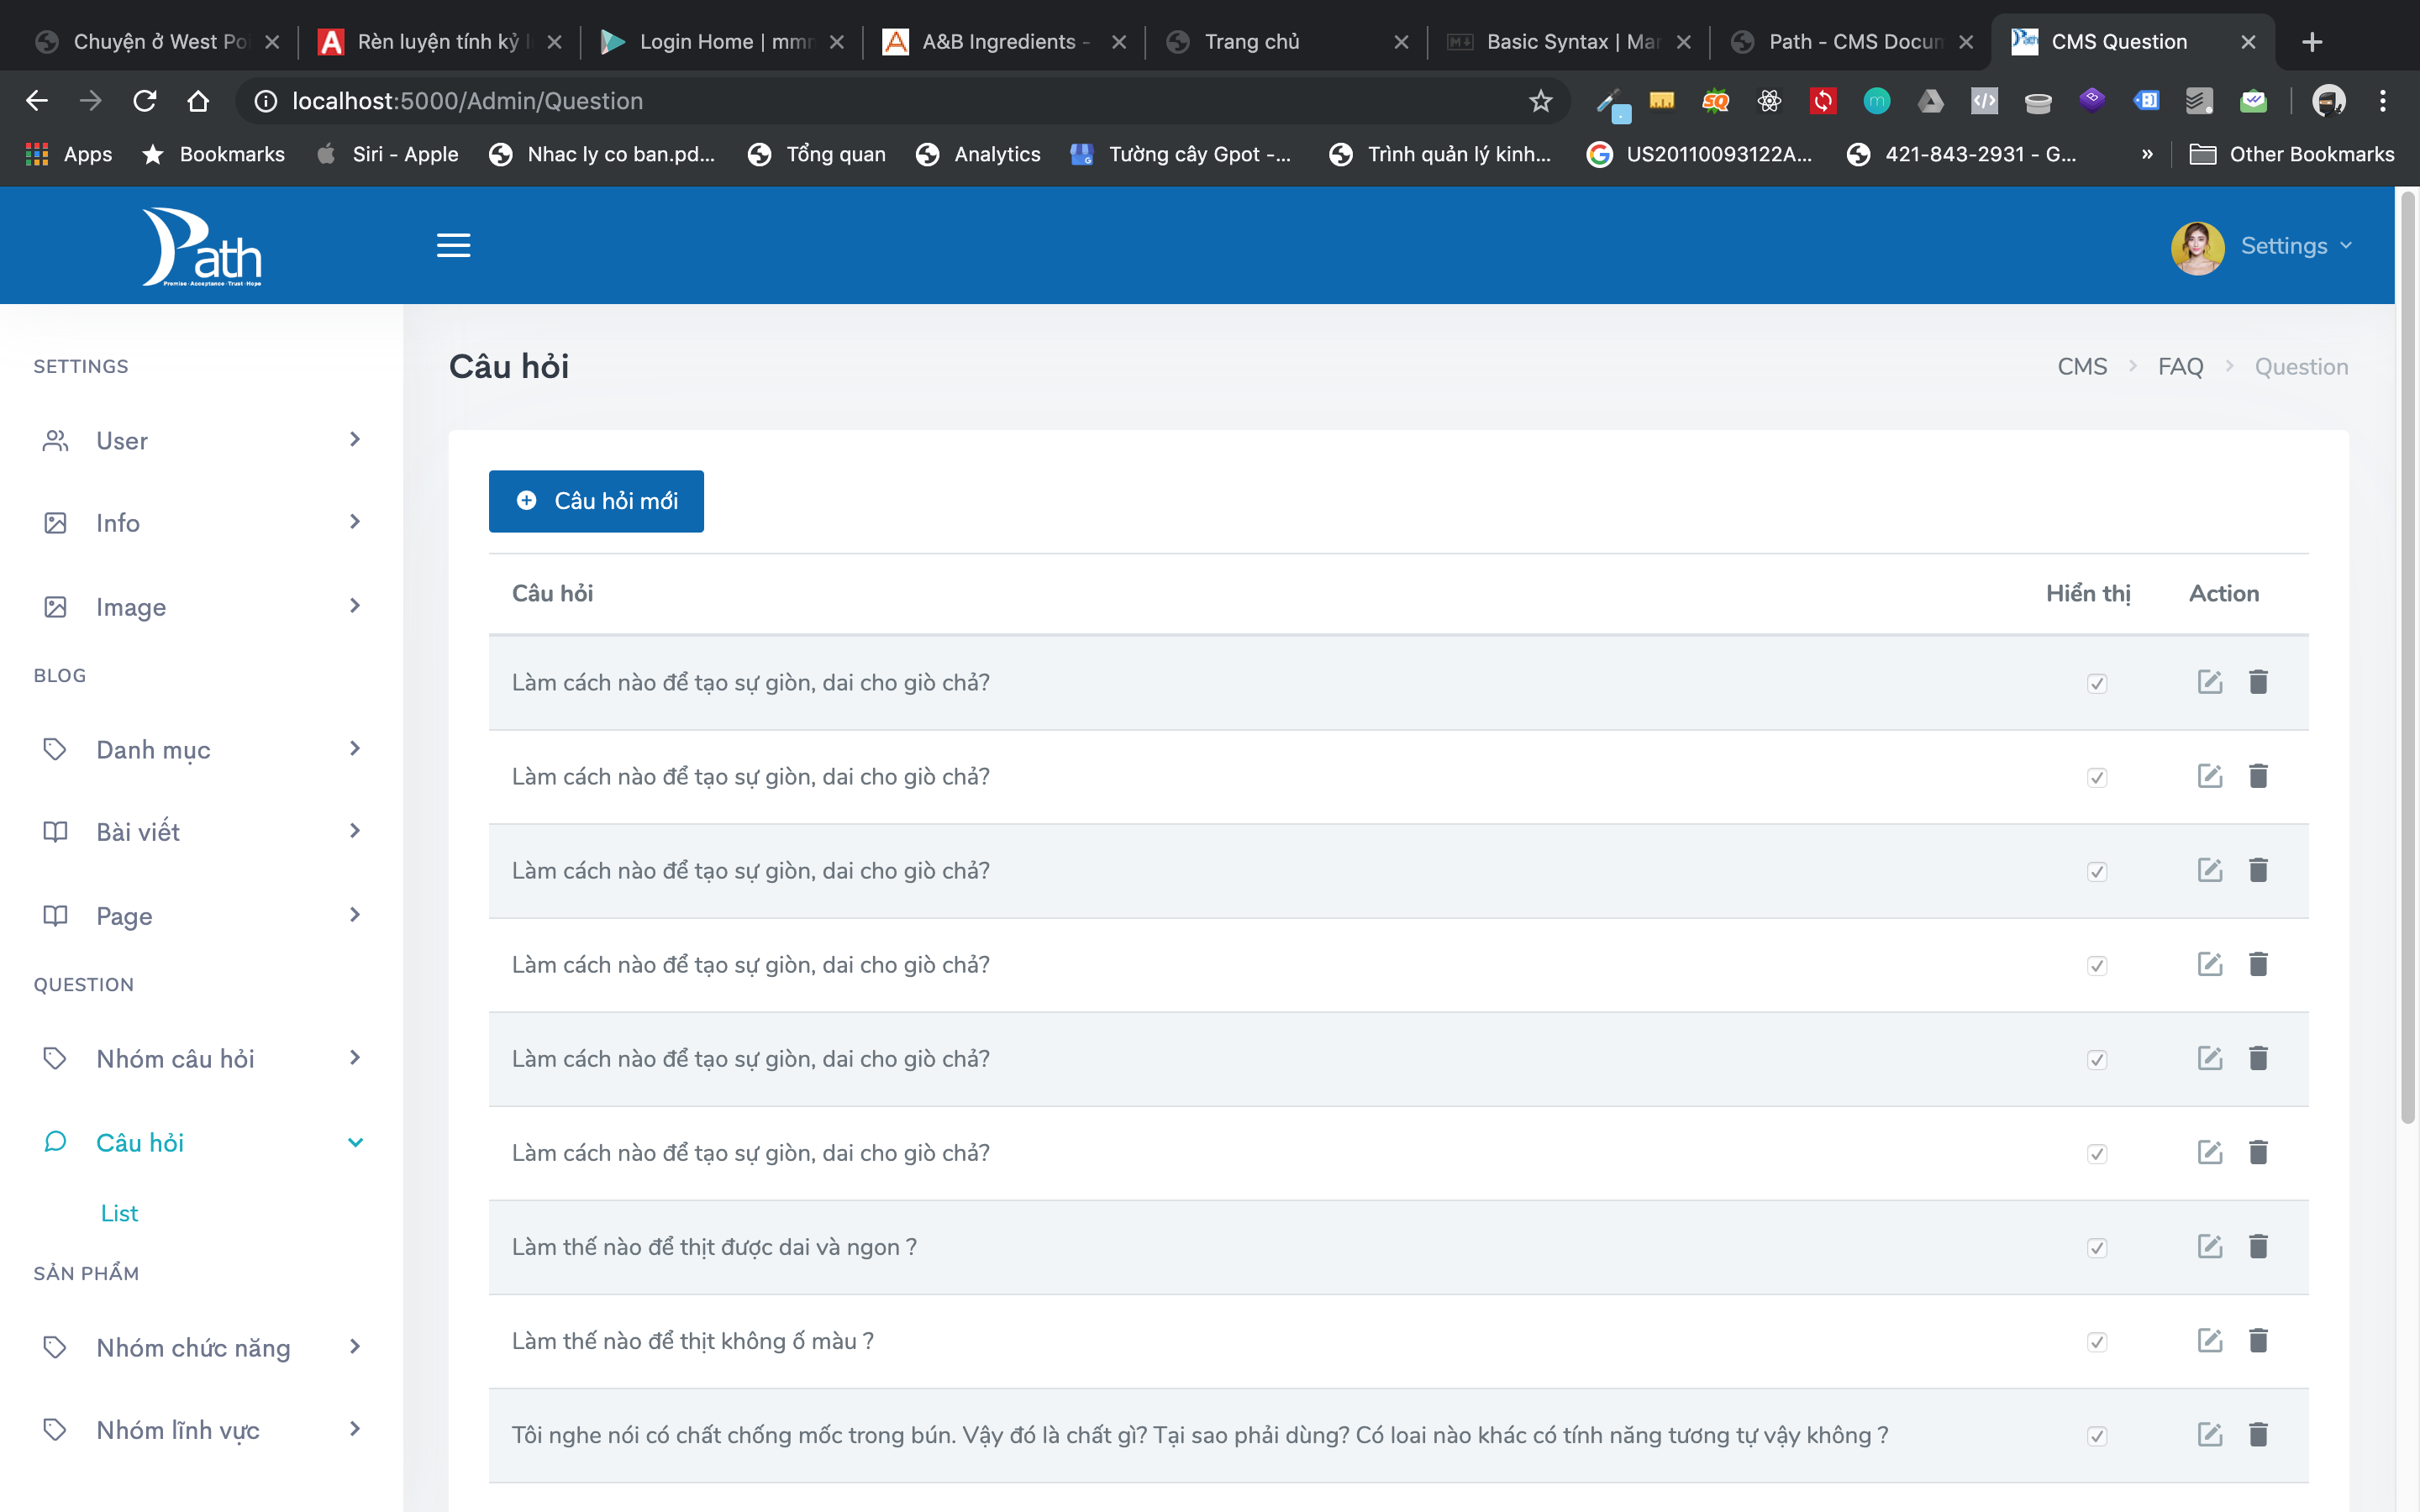 Chuyện ở West Poi
Rèn luyện tính kỷ l
Login Home | mmr
A&B Ingredients -
Trang chủ
Basic Syntax | Mar
Path - CMS Docum
CMS Question
localhost:5000/Admin/Question
Apps
Bookmarks
Siri - Apple
Nhac ly co ban.pd...
Tổng quan
Analytics
Tường cây Gpot -...
Trình quản lý kinh...
US20110093122A...
421-843-2931 - G...
Other Bookmarks
Path
Premise - Acceptance - Trust - Hope
Settings
SETTINGS
User
Info
Image
BLOG
Danh mục
Bài viết
Page
QUESTION
Nhóm câu hỏi
Câu hỏi
List
SẢN PHẨM
Nhóm chức năng
Nhóm lĩnh vực
Câu hỏi
CMS > FAQ > Question
Câu hỏi mới
Câu hỏi Hiển thị Action
Làm cách nào để tạo sự giòn, dai cho giò chả?
Làm cách nào để tạo sự giòn, dai cho giò chả?
Làm cách nào để tạo sự giòn, dai cho giò chả?
Làm cách nào để tạo sự giòn, dai cho giò chả?
Làm cách nào để tạo sự giòn, dai cho giò chả?
Làm cách nào để tạo sự giòn, dai cho giò chả?
Làm thế nào để thịt được dai và ngon ?
Làm thế nào để thịt không ố màu ?
Tôi nghe nói có chất chống mốc trong bún. Vậy đó là chất gì? Tại sao phải dùng? Có loai nào khác có tính năng tương tự vậy không ?